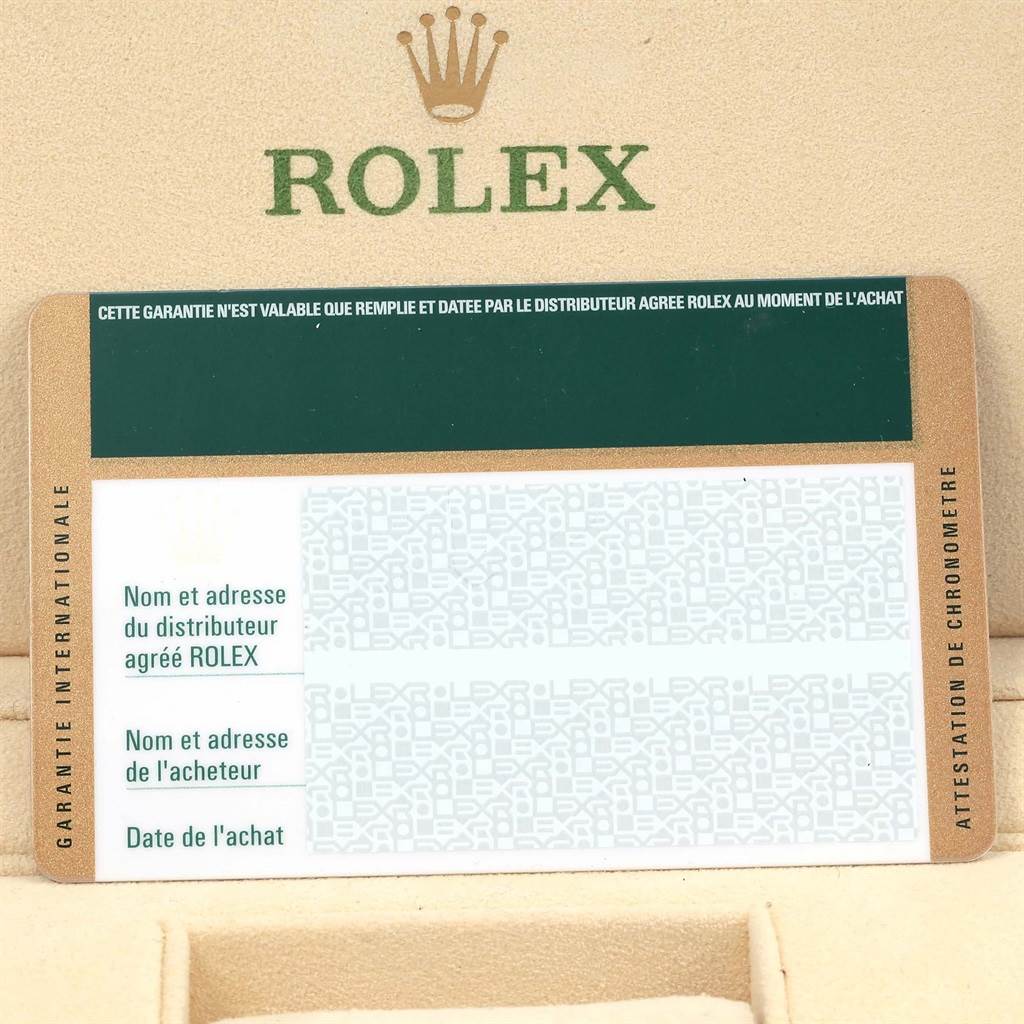 ROLEX
CETTE GARANTIE N'EST VALABLE QUE REMPLIE ET DATEE PAR LE DISTRIBUTEUR AGREE ROLEX AU MOMENT DE L'ACHAT
GARANTIE INTERNATIONALE
Nom et adresse
du distributeur
agréé ROLEX
Nom et adresse
de l'acheteur
Date de l'achat
ATTESTATION DE CHRONOMETRE